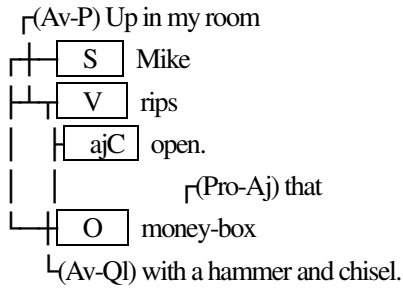 (Av-P) Up in my room
S Mike
V rips
ajC open.
(Pro-Aj) that
O money-box
(Av-Ql) with a hammer and chisel.